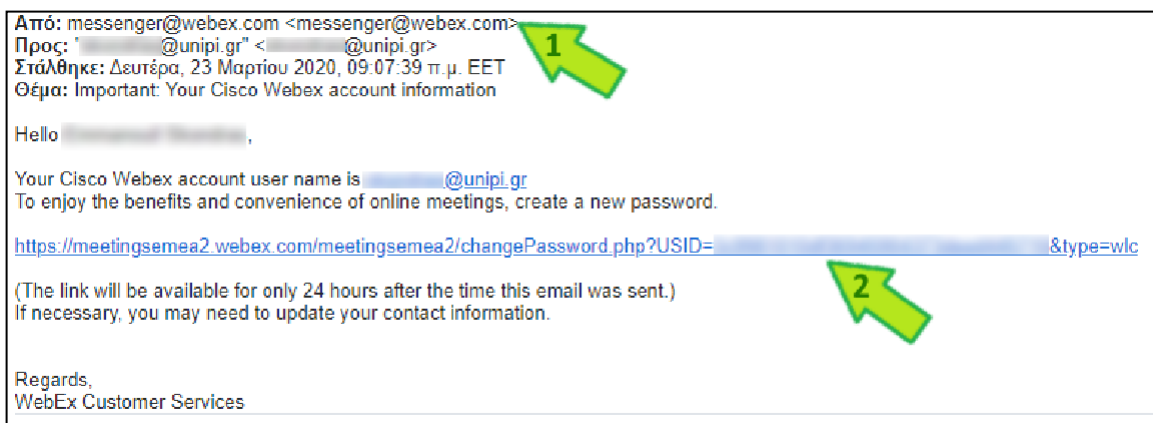 Από: messenger@webex.com <messenger@webex.com>
1
Προς: " @unipi.gr" < @unipi.gr>
Στάλθηκε: Δευτέρα, 23 Μαρτίου 2020, 09:07:39 π.μ. EET
Θέμα: Important: Your Cisco Webex account information
Hello ,
Your Cisco Webex account user name is @unipi.gr
To enjoy the benefits and convenience of online meetings, create a new password.
https://meetingsemea2.webex.com/meetingsemea2/changePassword.php?USID= &type=wlc
2
(The link will be available for only 24 hours after the time this email was sent.)
If necessary, you may need to update your contact information.
Regards,
WebEx Customer Services